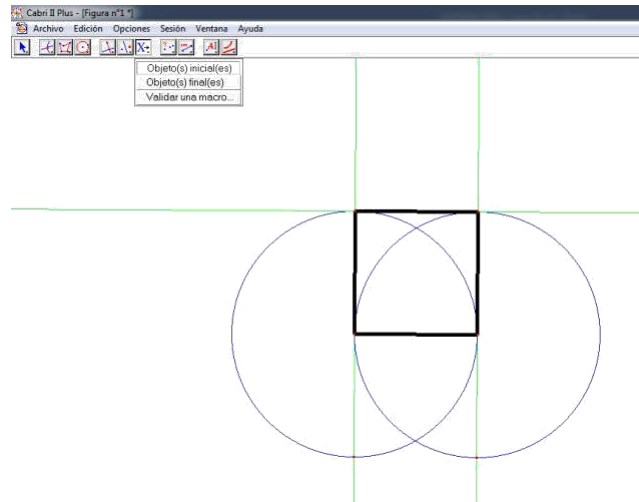 Cabri II Plus - [Figura n°1 *]
Archivo Edición Opciones Sesión Ventana Ayuda
Objeto(s) inicial(es)
Objeto(s) final(es)
Validar una macro...